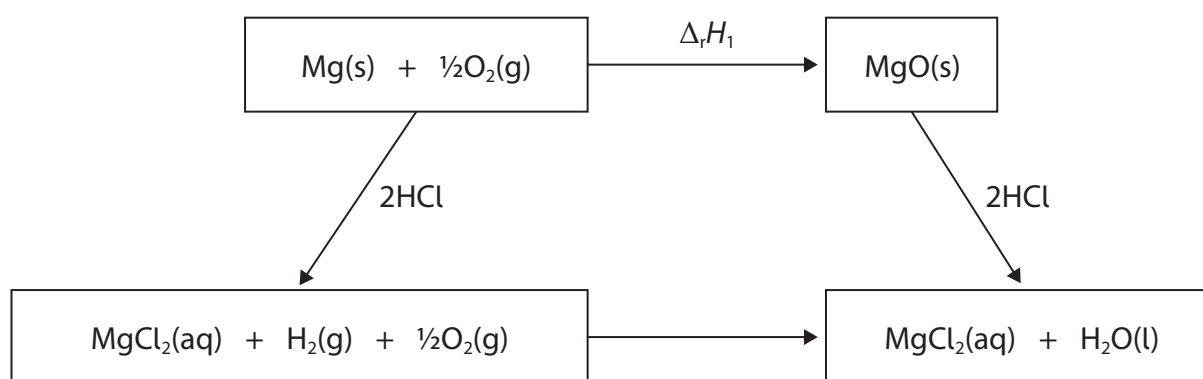 ΔᵣH₁
Mg(s) + ½O₂(g)
MgO(s)
2HCl
2HCl
MgCl₂(aq) + H₂(g) + ½O₂(g)
MgCl₂(aq) + H₂O(l)